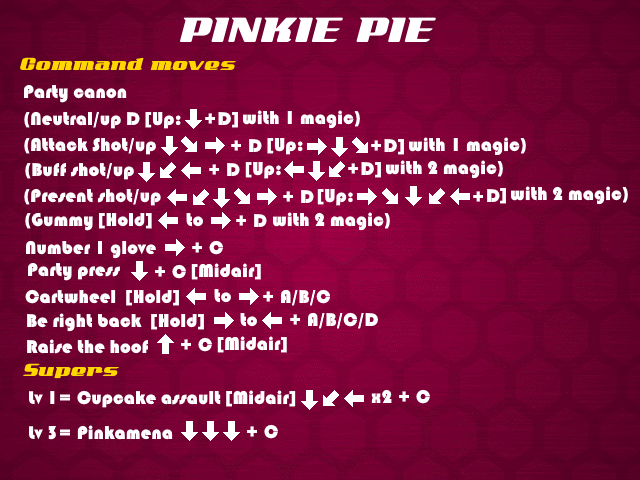 PINKIE PIE
Command moves
Party canon
(Neutral/up D [Up: ⬇+D] with 1 magic)
(Attack Shot/up ⬇↘➡ + D [Up: ➡⬇↘+D] with 1 magic)
(Buff shot/up ⬇↙⬅ + D [Up: ⬅⬇↙+D] with 2 magic)
(Present shot/up ⬅↙⬇↘➡ + D [Up: ➡↘⬇↙⬅+D] with 2 magic)
(Gummy [Hold] ⬅ to ➡ + D with 2 magic)
Number 1 glove ➡ + C
Party press ⬇ + C [Midair]
Cartwheel [Hold] ⬅ to ➡ + A/B/C
Be right back [Hold] ➡ to ⬅ + A/B/C/D
Raise the hoof ⬆ + C [Midair]
Supers
Lv 1= Cupcake assault [Midair] ⬇↙⬅ x2 + C
Lv 3= Pinkamena ⬇⬇⬇ + C